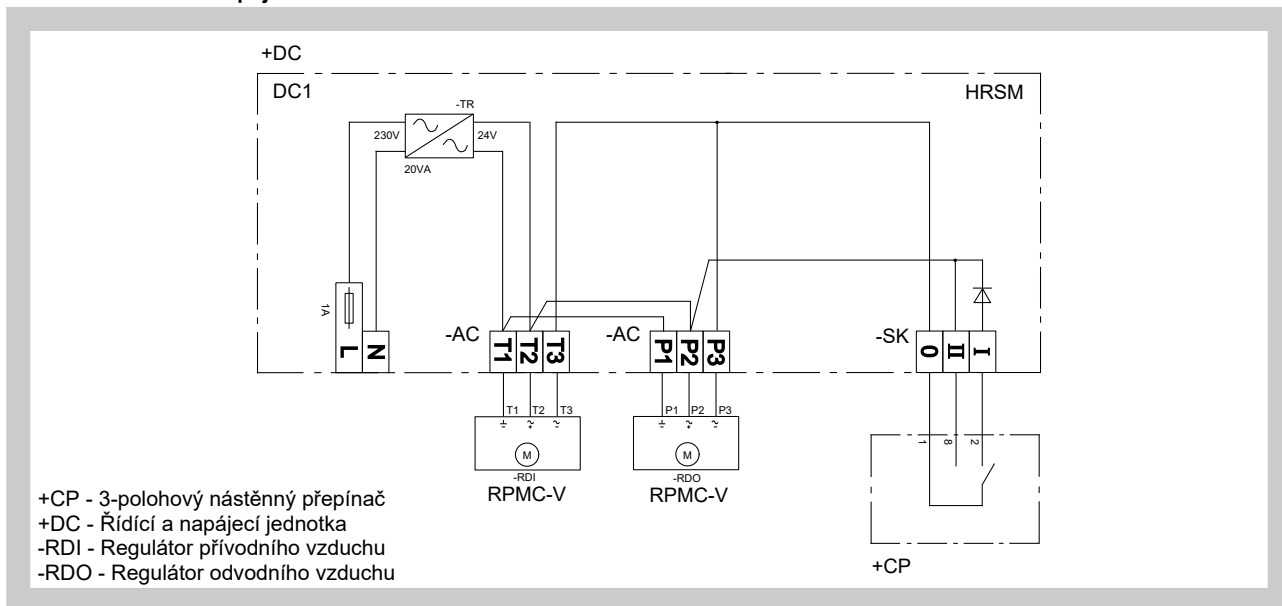 +DC
DC1
HRSM
-TR
230V
24V
20VA
1A
L
N
-AC
T1
T2
T3
-AC
P1
P2
P3
-SK
0
II
I
T1
T2
T3
P1
P2
P3
1
8
2
M
M
-RDI
-RDO
RPMC-V
RPMC-V
+CP
+CP - 3-polohový nástěnný přepínač
+DC - Řídící a napájecí jednotka
-RDI - Regulátor přívodního vzduchu
-RDO - Regulátor odvodního vzduchu